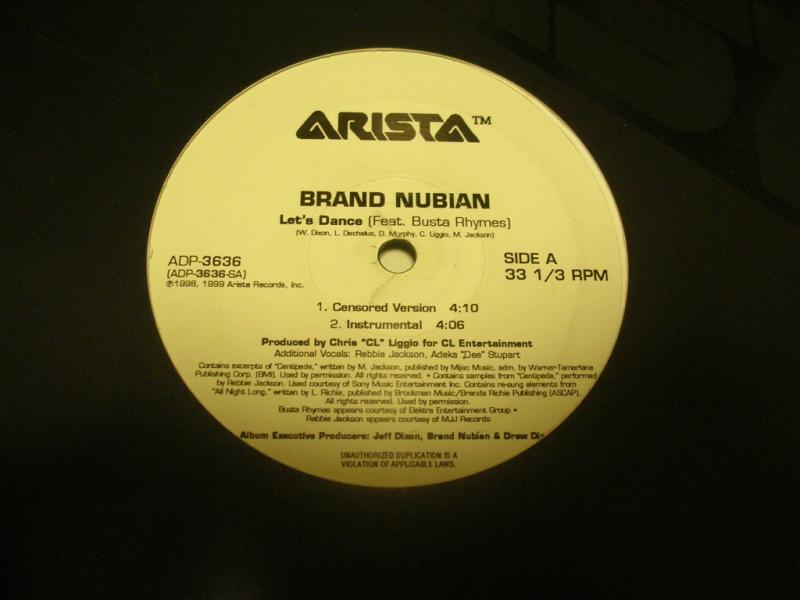 ARISTA™
BRAND NUBIAN
Let's Dance (Feat. Busta Rhymes)
(W. Dixon, L. Dechalus, D. Murphy, C. Liggio, M. Jackson)
ADP-3636
(ADP-3636-SA)
℗1998, 1999 Arista Records, Inc.
SIDE A
33 1/3 RPM
1. Censored Version 4:10
2. Instrumental 4:06
Produced by Chris "CL" Liggio for CL Entertainment
Additional Vocals: Rebbie Jackson, Adeka "Dee" Stupart
Contains excerpts of "Centipede," written by M. Jackson, published by Mijac Music, adm. by Warner-Tamerlane
Publishing Corp. (BMI). Used by permission. All rights reserved. • Contains samples from "Centipede," performed
by Rebbie Jackson. Used courtesy of Sony Music Entertainment Inc. Contains re-sung elements from
"All Night Long," written by L. Richie, published by Brockman Music/Brenda Richie Publishing (ASCAP).
All rights reserved. Used by permission.
Busta Rhymes appears courtesy of Elektra Entertainment Group •
Rebbie Jackson appears courtesy of MJJ Records
Album Executive Producers: Jeff Dixon, Brand Nubian & Drew Di
UNAUTHORIZED DUPLICATION IS A
VIOLATION OF APPLICABLE LAWS.